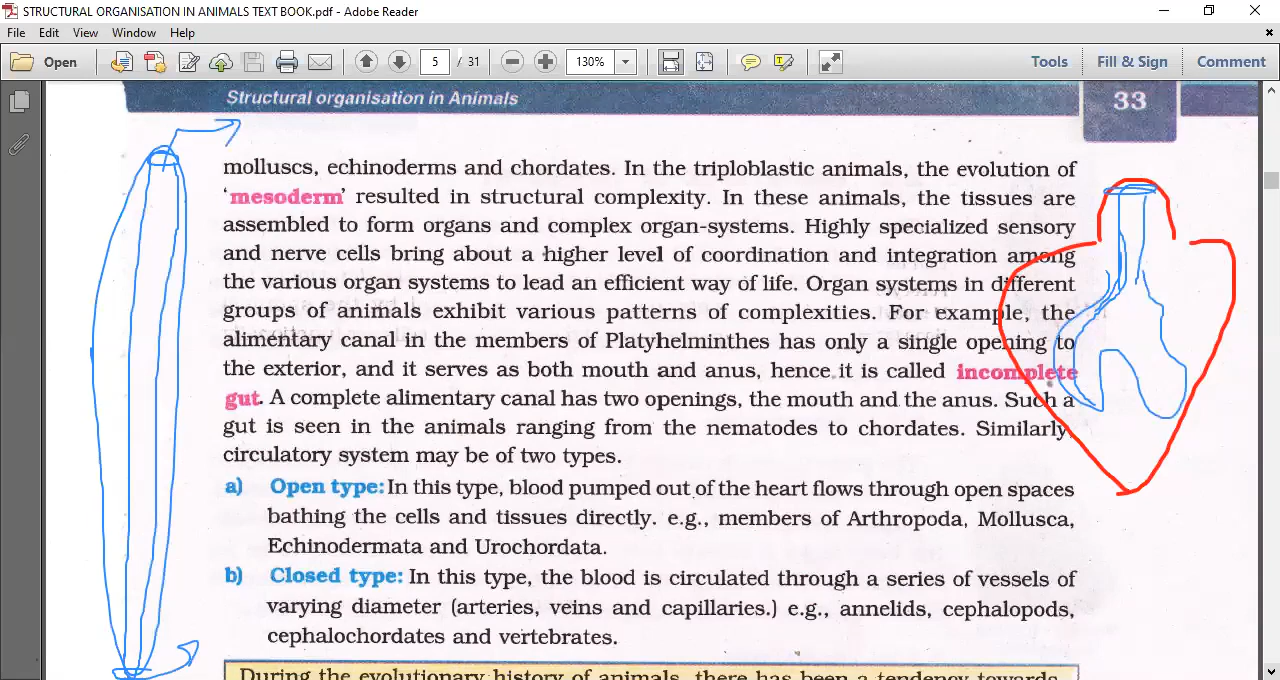 STRUCTURAL ORGANISATION IN ANIMALS TEXT BOOK.pdf - Adobe Reader
File Edit View Window Help
Open 5 / 31 130% Tools Fill & Sign Comment
Structural organisation in Animals 33
molluscs, echinoderms and chordates. In the triploblastic animals, the evolution of
'mesoderm' resulted in structural complexity. In these animals, the tissues are
assembled to form organs and complex organ-systems. Highly specialized sensory
and nerve cells bring about a higher level of coordination and integration among
the various organ systems to lead an efficient way of life. Organ systems in different
groups of animals exhibit various patterns of complexities. For example, the
alimentary canal in the members of Platyhelminthes has only a single opening to
the exterior, and it serves as both mouth and anus, hence it is called incomplete
gut. A complete alimentary canal has two openings, the mouth and the anus. Such a
gut is seen in the animals ranging from the nematodes to chordates. Similarly,
circulatory system may be of two types.
a) Open type: In this type, blood pumped out of the heart flows through open spaces
bathing the cells and tissues directly. e.g., members of Arthropoda, Mollusca,
Echinodermata and Urochordata.
b) Closed type: In this type, the blood is circulated through a series of vessels of
varying diameter (arteries, veins and capillaries.) e.g., annelids, cephalopods,
cephalochordates and vertebrates.
During the evolutionary history of animals, there has been a tendency towards